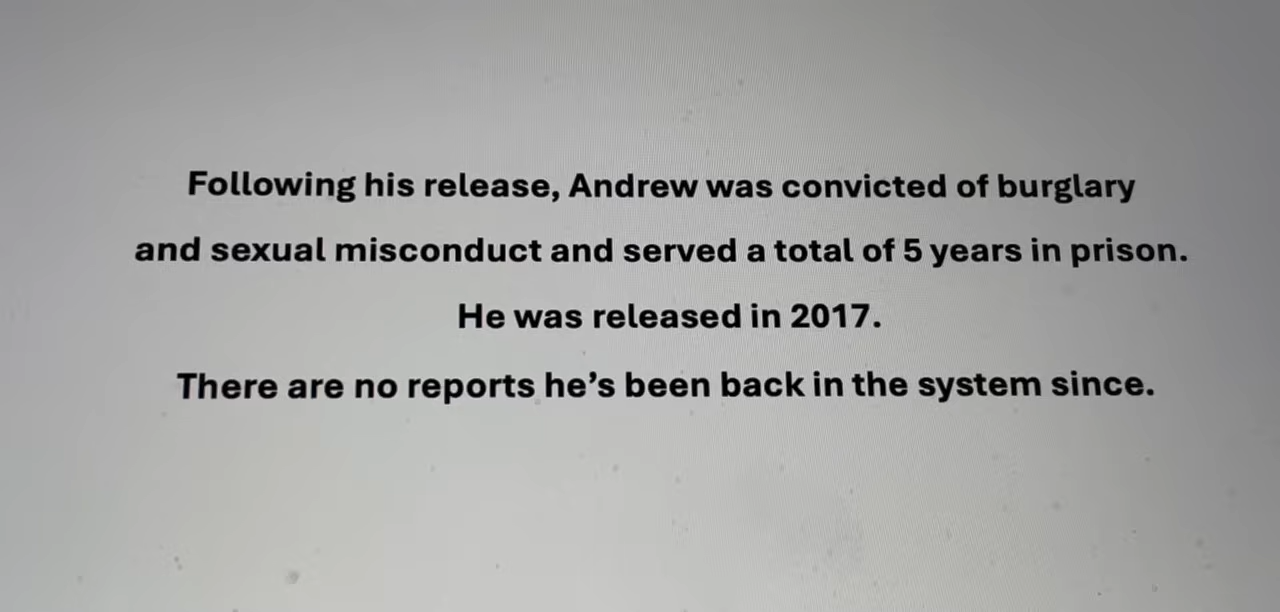 Following his release, Andrew was convicted of burglary
and sexual misconduct and served a total of 5 years in prison.
He was released in 2017.
There are no reports he’s been back in the system since.